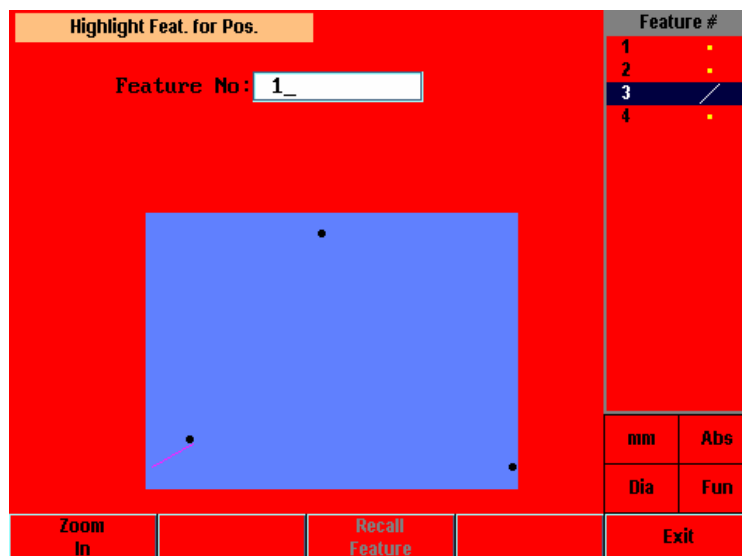 Highlight Feat. for Pos.
Feature #
1
2
3
4
Feature No: 1_
mm Abs
Dia Fun
Zoom
In
Recall
Feature
Exit